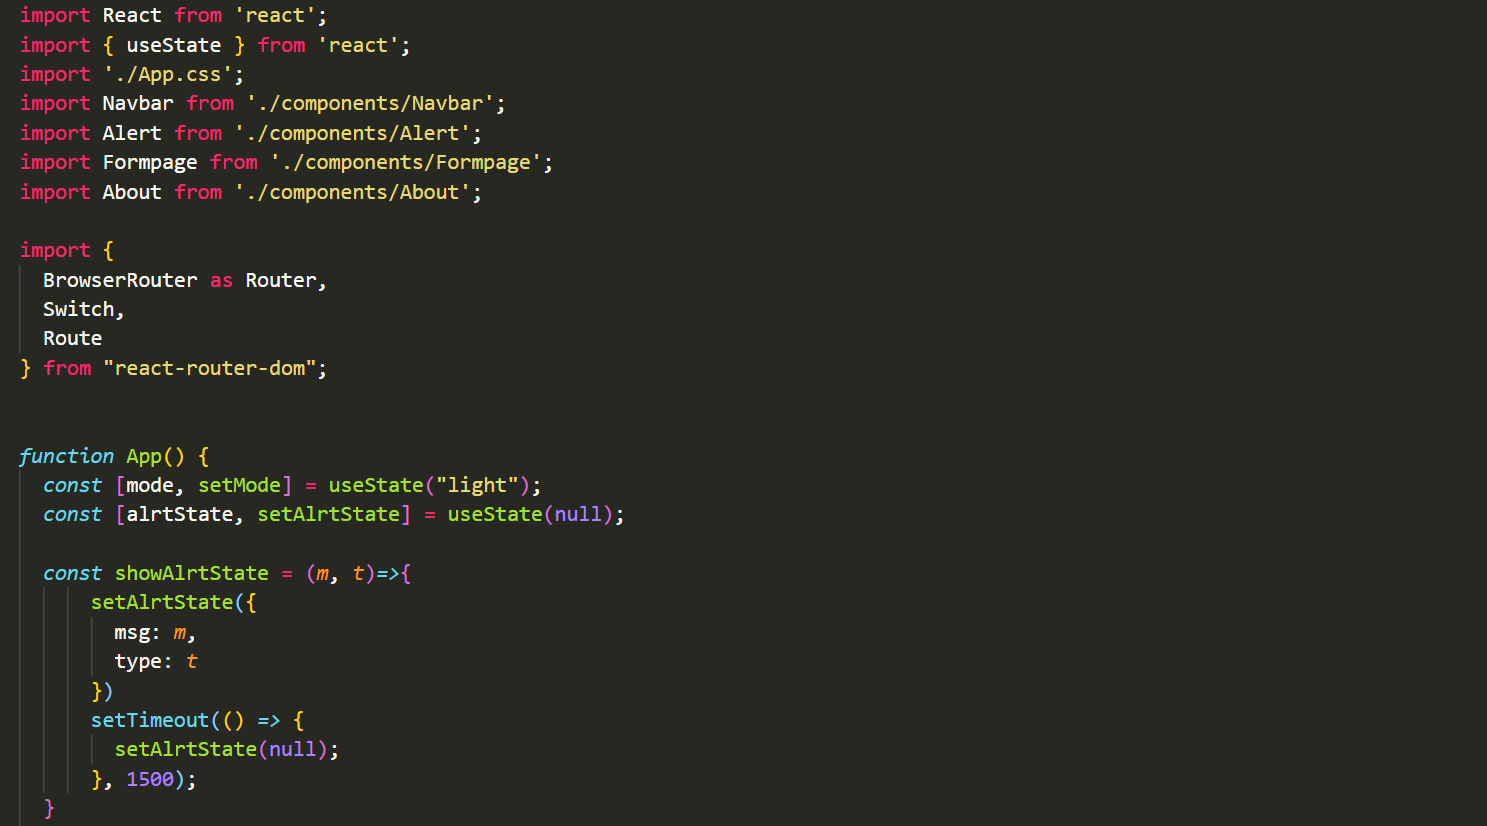 import React from 'react';
import { useState } from 'react';
import './App.css';
import Navbar from './components/Navbar';
import Alert from './components/Alert';
import Formpage from './components/Formpage';
import About from './components/About';

import {
  BrowserRouter as Router,
  Switch,
  Route
} from "react-router-dom";


function App() {
  const [mode, setMode] = useState("light");
  const [alrtState, setAlrtState] = useState(null);

  const showAlrtState = (m, t)=>{
      setAlrtState({
        msg: m,
        type: t
      })
      setTimeout(() => {
        setAlrtState(null);
      }, 1500);
  }